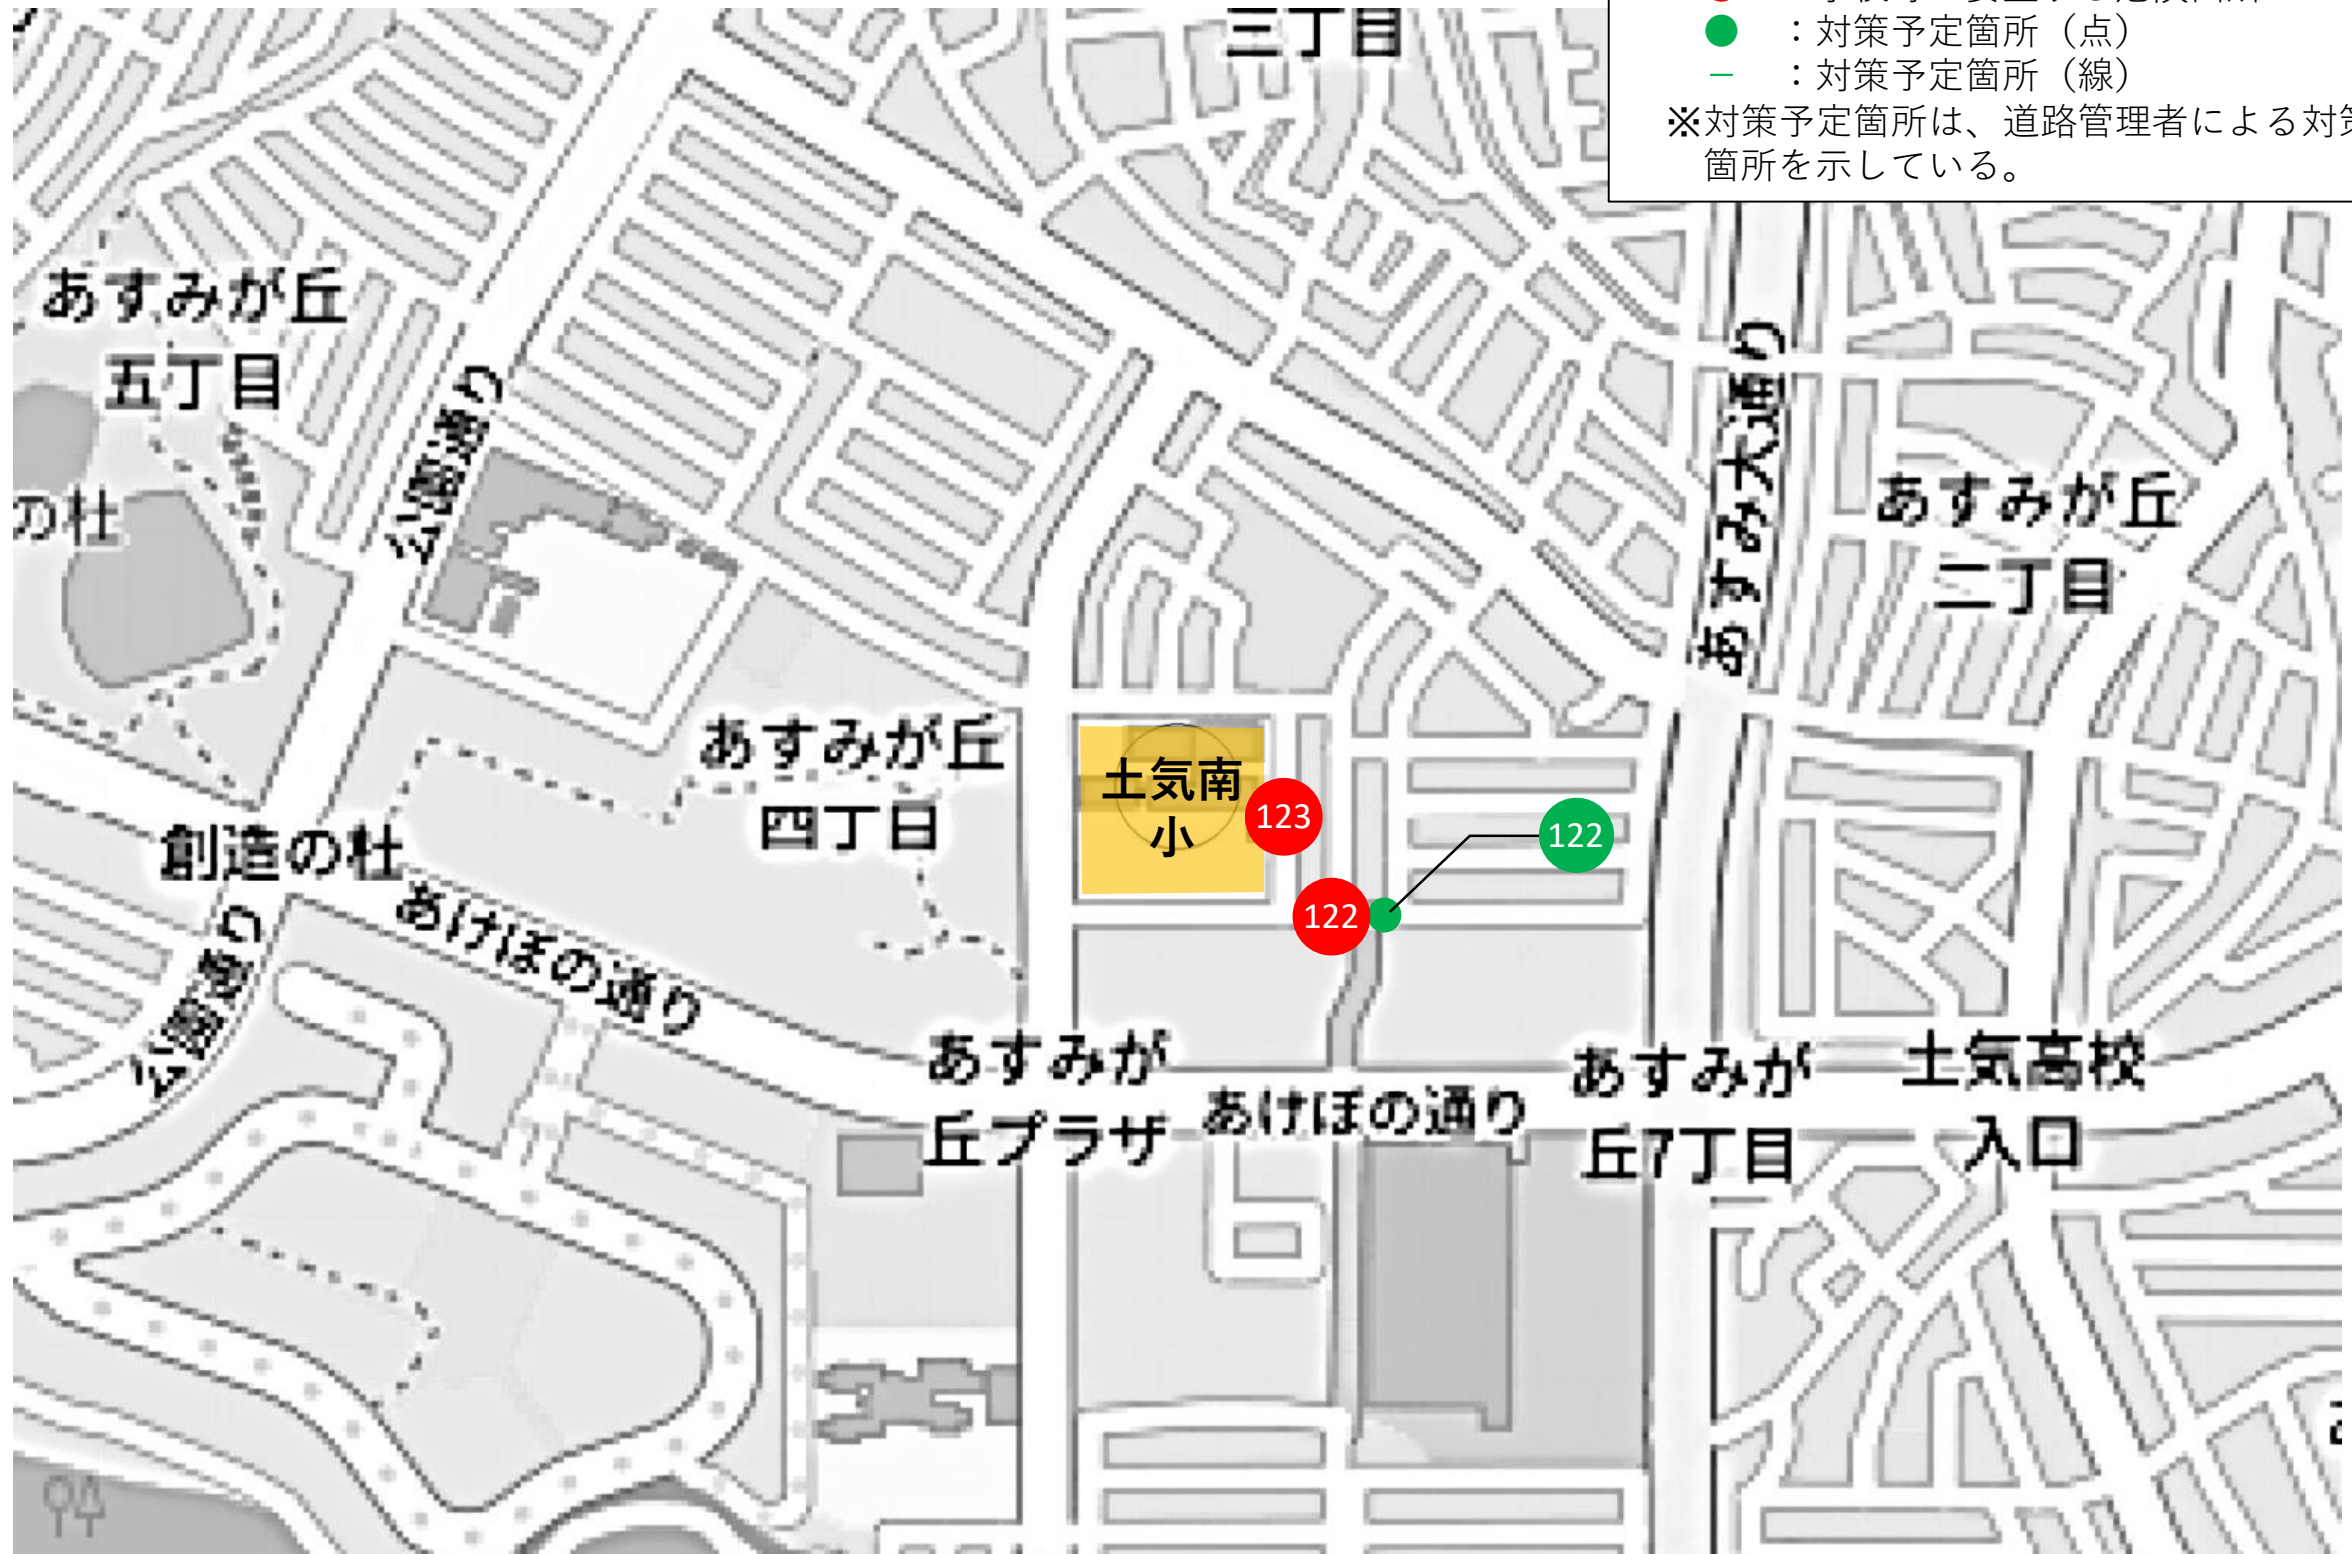 三丁目
：対策予定箇所（点）
：対策予定箇所（線）
※対策予定箇所は、道路管理者による対策
箇所を示している。
あすみが丘
五丁目
公園通り
あすみ大通り
の杜
あすみが丘
二丁目
あすみが丘
四丁目
土気南
小
123
122
122
創造の杜
あけぼの通り
公園通り
あすみが
丘プラザ
あけぼの通り
あすみが
丘7丁目
土気高校
入口